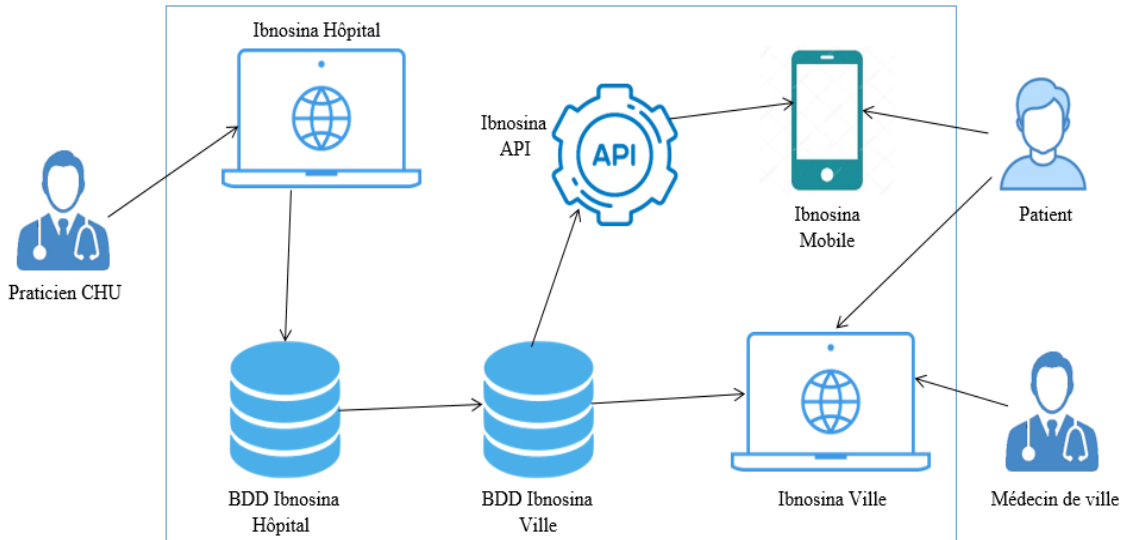 Ibnosina Hôpital
Ibnosina
API
API
Ibnosina
Mobile
Patient
Praticien CHU
BDD Ibnosina
Hôpital
BDD Ibnosina
Ville
Ibnosina Ville
Médecin de ville